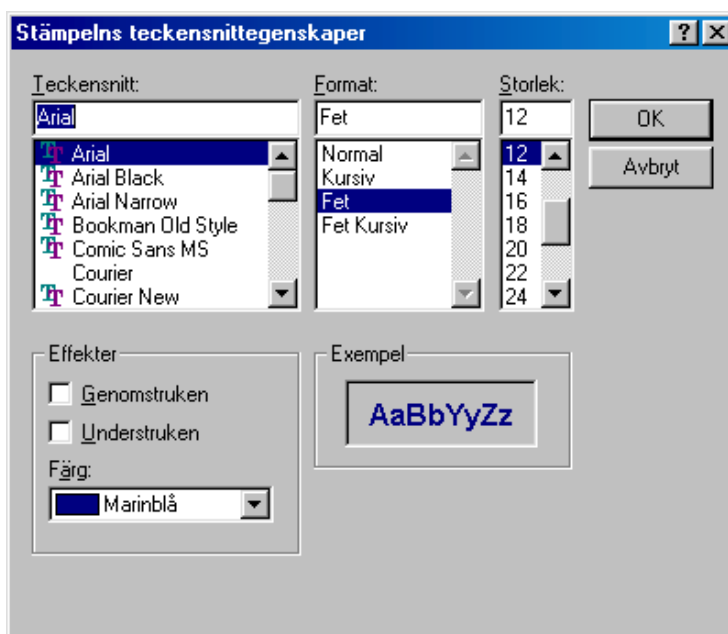 Stämpelns teckensnittegenskaper
Teckensnitt:
Arial
Arial
Arial Black
Arial Narrow
Bookman Old Style
Comic Sans MS
Courier
Courier New
Format:
Fet
Normal
Kursiv
Fet
Fet Kursiv
Storlek:
12
12
14
16
18
20
22
24
OK
Avbryt
Effekter
Genomstruken
Understruken
Färg:
Marinblå
Exempel
AaBbYyZz